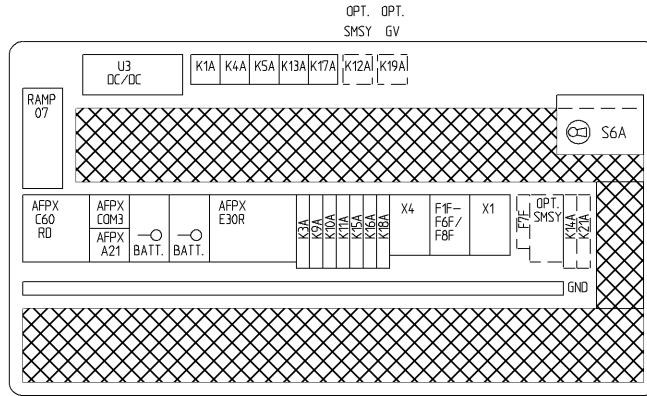 OPT. OPT.
SMSY GV
U3
DC/DC
K1A K4A K5A K13A K17A K12A K19A
RAMP
07
S6A
AFPX
C60
RD
AFPX
COM3
AFPX
A21
BATT.
BATT.
AFPX
E30R
K3A
K9A
K10A
K11A
K15A
K16A
K18A
X4
F1F-
F6F/
F8F
X1
F7F
OPT.
SMSY
K14A
K21A
GND